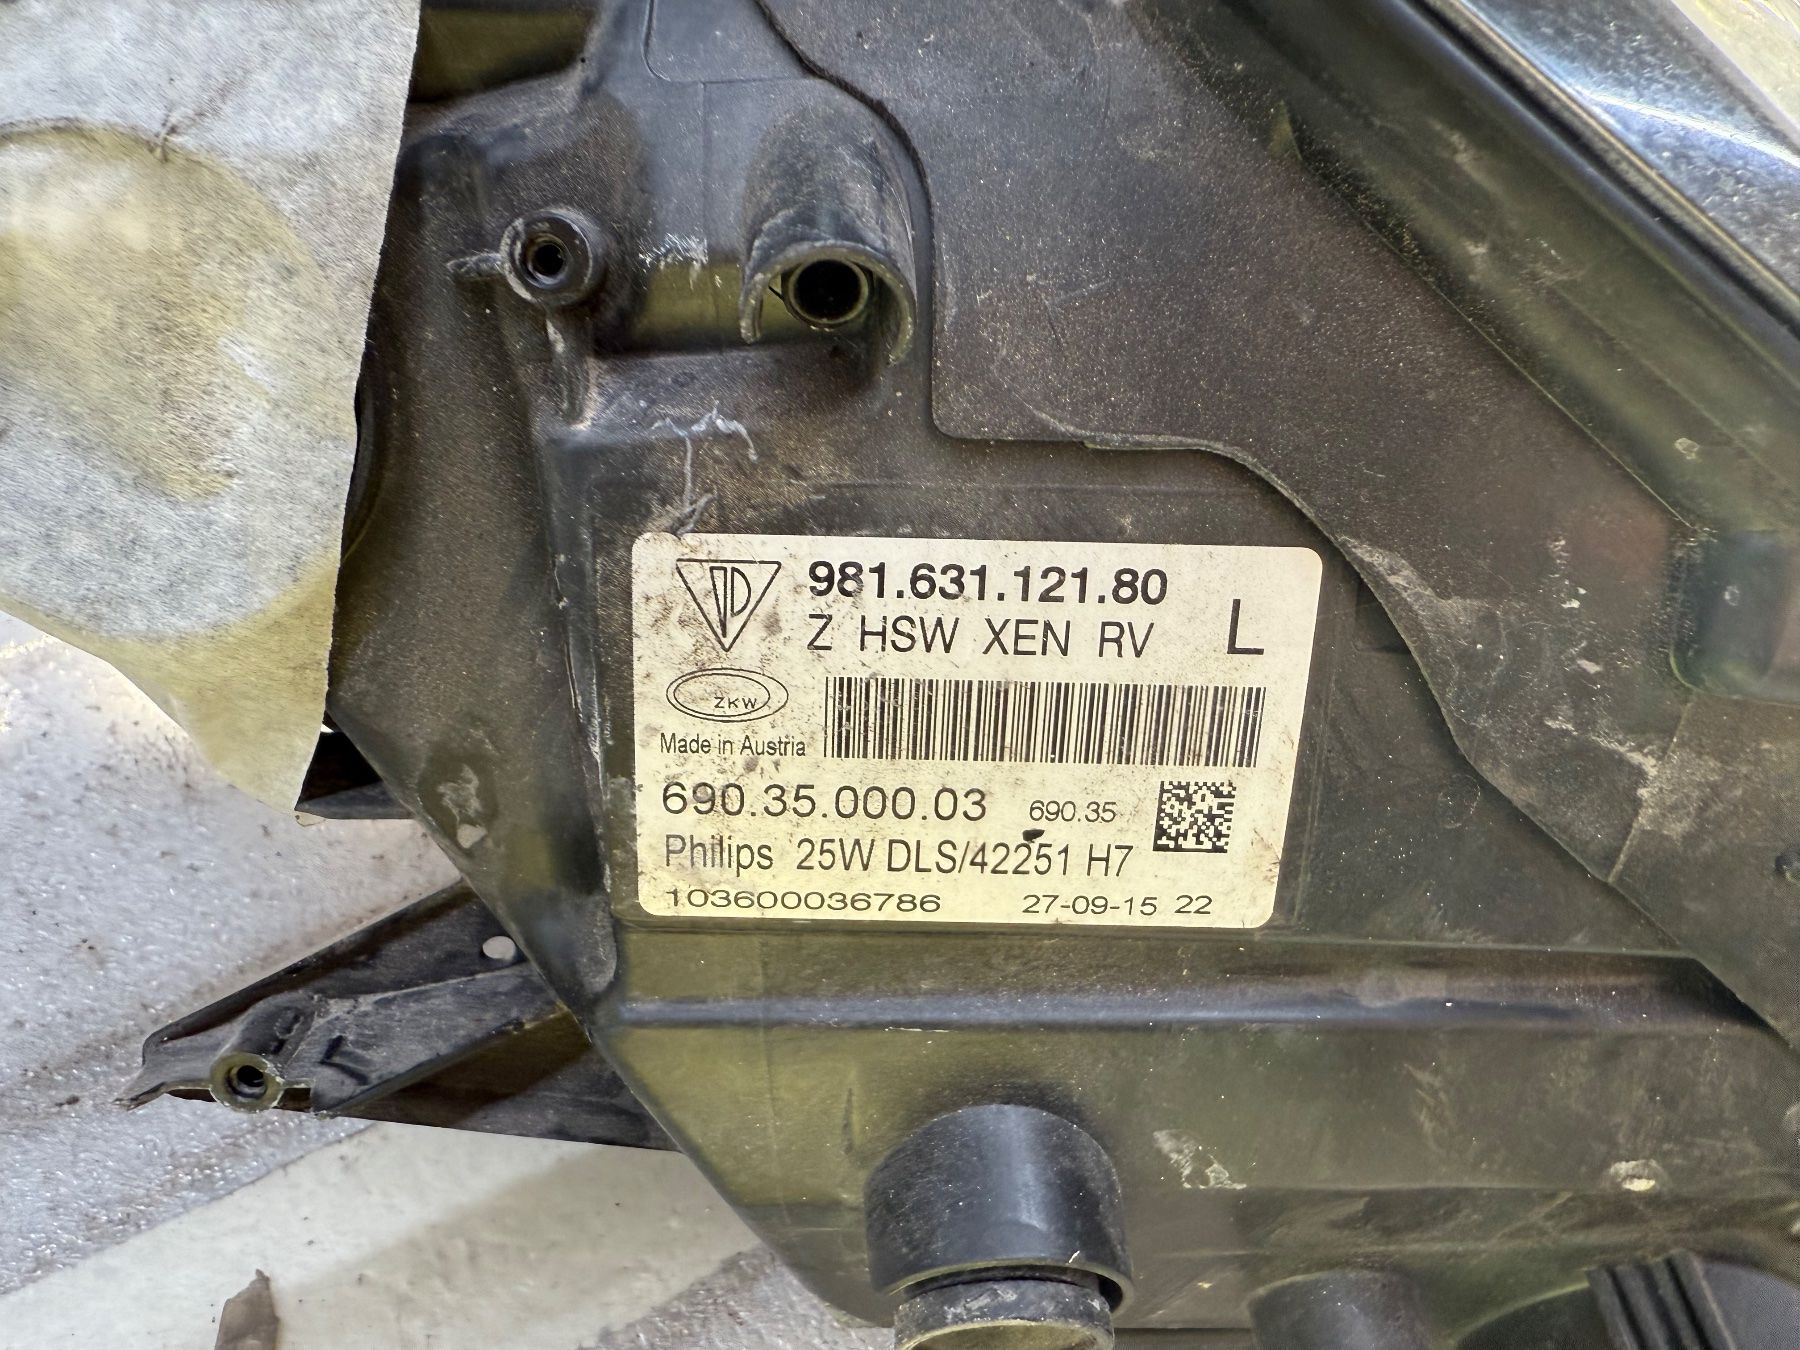 981.631.121.80
Z HSW XEN RV L
ZKW
Made in Austria
690.35.000.03 690.35
Philips 25W DLS/42251 H7
103600036786 27-09-15 22